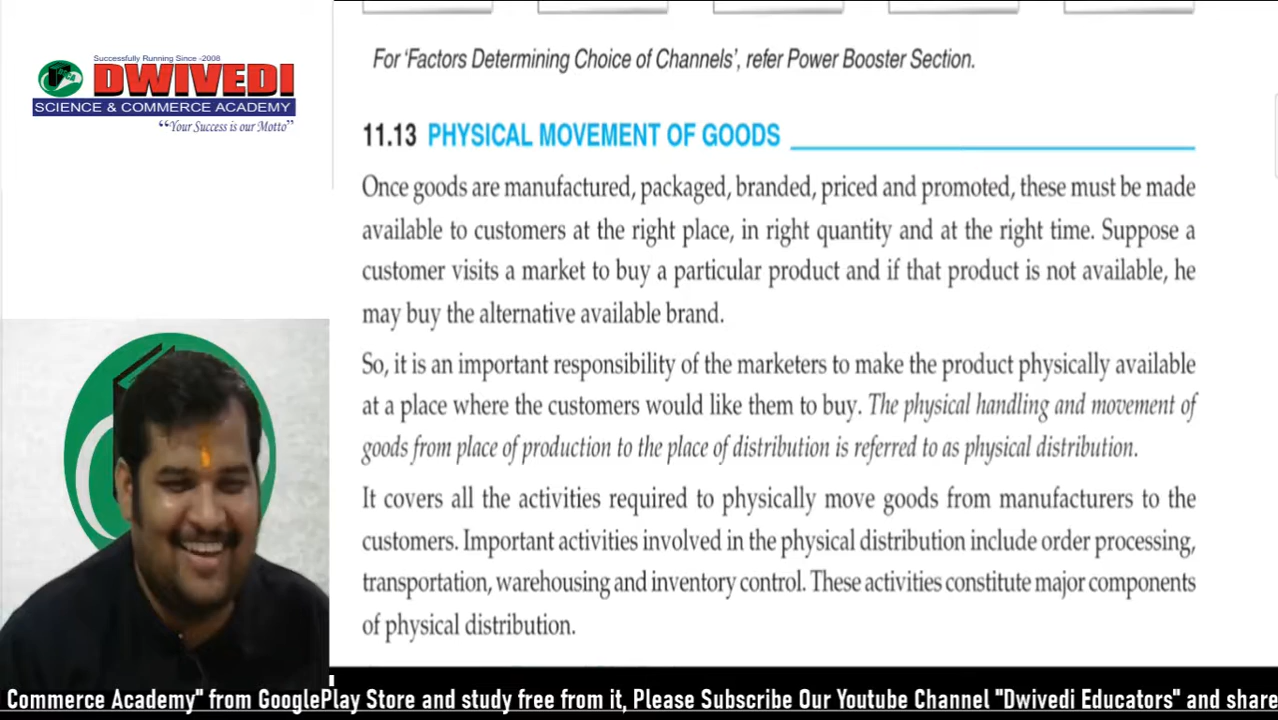 Successfully Running Since -2008
DWIVEDI
SCIENCE & COMMERCE ACADEMY
“Your Success is our Motto”
For ‘Factors Determining Choice of Channels’, refer Power Booster Section.
11.13 PHYSICAL MOVEMENT OF GOODS
Once goods are manufactured, packaged, branded, priced and promoted, these must be made
available to customers at the right place, in right quantity and at the right time. Suppose a
customer visits a market to buy a particular product and if that product is not available, he
may buy the alternative available brand.
So, it is an important responsibility of the marketers to make the product physically available
at a place where the customers would like them to buy. The physical handling and movement of
goods from place of production to the place of distribution is referred to as physical distribution.
It covers all the activities required to physically move goods from manufacturers to the
customers. Important activities involved in the physical distribution include order processing,
transportation, warehousing and inventory control. These activities constitute major components
of physical distribution.
Commerce Academy" from GooglePlay Store and study free from it, Please Subscribe Our Youtube Channel "Dwivedi Educators" and share